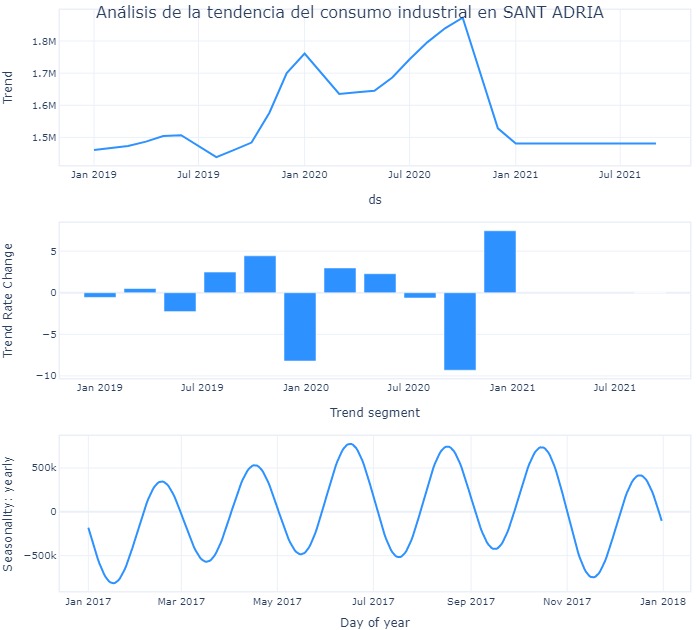 Análisis de la tendencia del consumo industrial en SANT ADRIA
Trend
1.8M
1.7M
1.6M
1.5M
Jan 2019 Jul 2019 Jan 2020 Jul 2020 Jan 2021 Jul 2021
ds
Trend Rate Change
5
0
−5
−10
Jan 2019 Jul 2019 Jan 2020 Jul 2020 Jan 2021 Jul 2021
Trend segment
Seasonality: yearly
500k
0
−500k
Jan 2017 Mar 2017 May 2017 Jul 2017 Sep 2017 Nov 2017 Jan 2018
Day of year